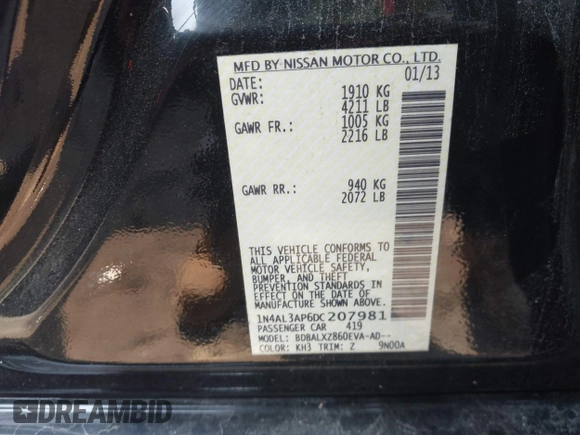 MFD BY NISSAN MOTOR CO., LTD.
DATE: 01/13
GVWR: 1910 KG
4211 LB
GAWR FR.: 1005 KG
2216 LB
GAWR RR.: 940 KG
2072 LB
THIS VEHICLE CONFORMS TO
ALL APPLICABLE FEDERAL
MOTOR VEHICLE SAFETY,
BUMPER, AND THEFT
PREVENTION STANDARDS IN
EFFECT ON THE DATE OF
MANUFACTURE SHOWN ABOVE.
1N4AL3AP6DC207981
PASSENGER CAR 419
MODEL: BDBALXZ860EVA-AD--
COLOR: KH3 TRIM: Z 9N00A
DREAMBID